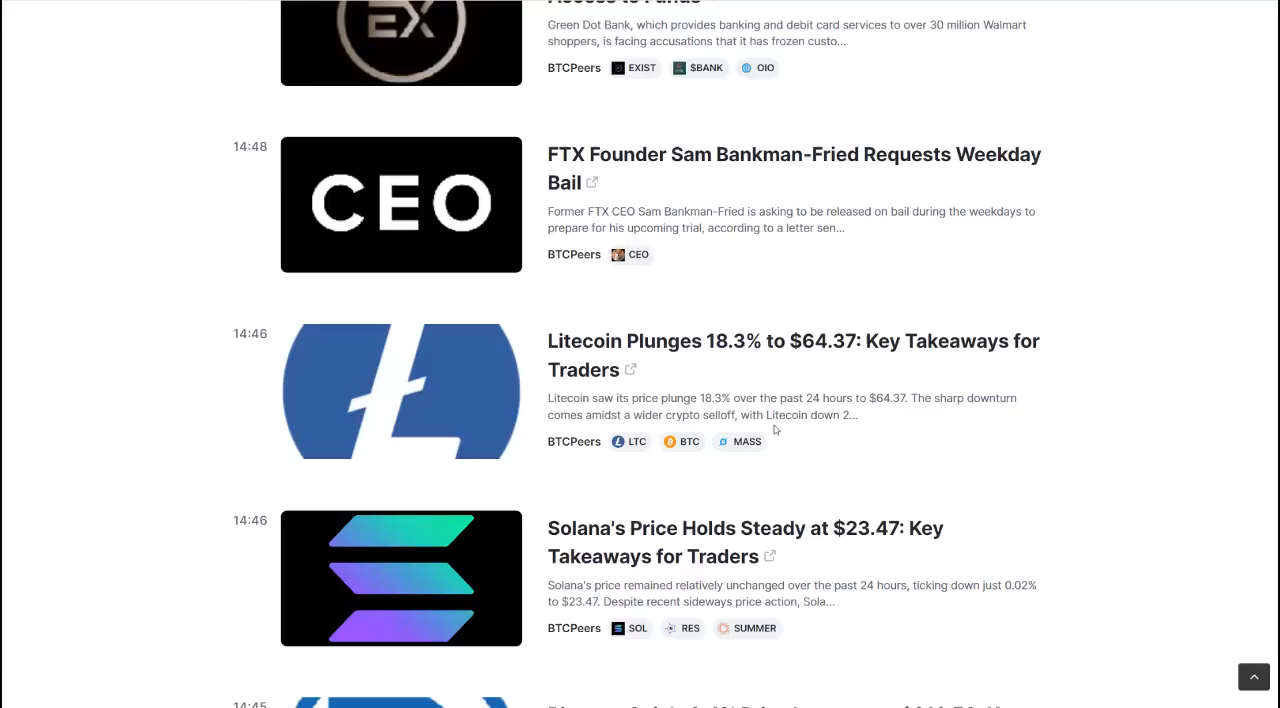 EX
Green Dot Bank, which provides banking and debit card services to over 30 million Walmart
shoppers, is facing accusations that it has frozen custo...
BTCPeers EXIST $BANK OIO
14:48
CEO
FTX Founder Sam Bankman-Fried Requests Weekday
Bail
Former FTX CEO Sam Bankman-Fried is asking to be released on bail during the weekdays to
prepare for his upcoming trial, according to a letter sen...
BTCPeers CEO
14:46
Litecoin Plunges 18.3% to $64.37: Key Takeaways for
Traders
Litecoin saw its price plunge 18.3% over the past 24 hours to $64.37. The sharp downturn
comes amidst a wider crypto selloff, with Litecoin down 2...
BTCPeers LTC BTC MASS
14:46
Solana's Price Holds Steady at $23.47: Key
Takeaways for Traders
Solana's price remained relatively unchanged over the past 24 hours, ticking down just 0.02%
to $23.47. Despite recent sideways price action, Sola...
BTCPeers SOL RES SUMMER
14:45